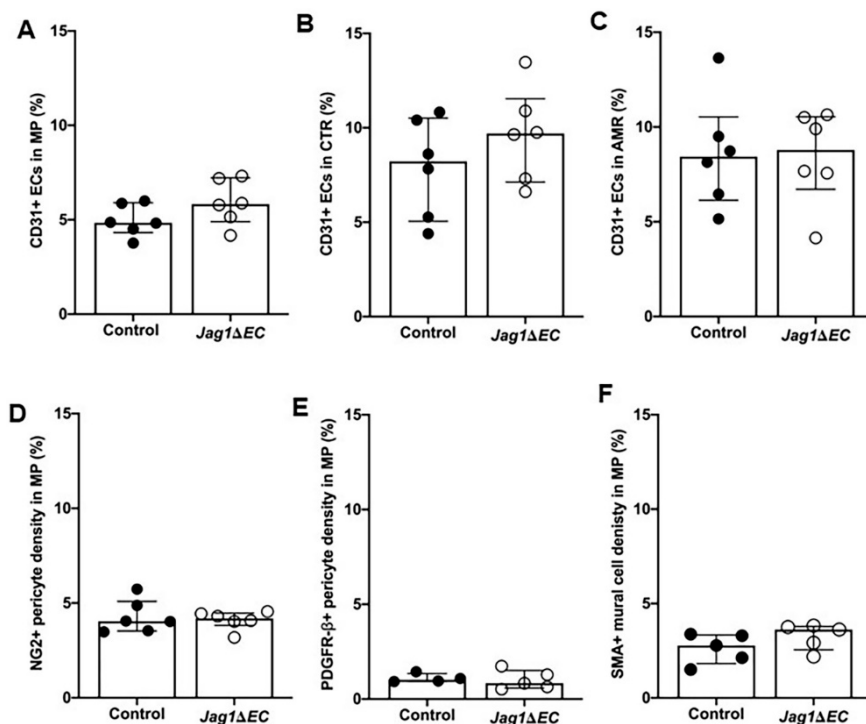 A
CD31+ ECs in MP (%)
15
10
5
0
Control
Jag1ΔEC
B
CD31+ ECs in CTR (%)
15
10
5
0
Control
Jag1ΔEC
C
CD31+ ECs in AMR (%)
15
10
5
0
Control
Jag1ΔEC
D
NG2+ pericyte density in MP (%)
15
10
5
0
Control
Jag1ΔEC
E
PDGFR-β+ pericyte density in MP (%)
15
10
5
0
Control
Jag1ΔEC
F
SMA+ mural cell denisty in MP (%)
15
10
5
0
Control
Jag1ΔEC